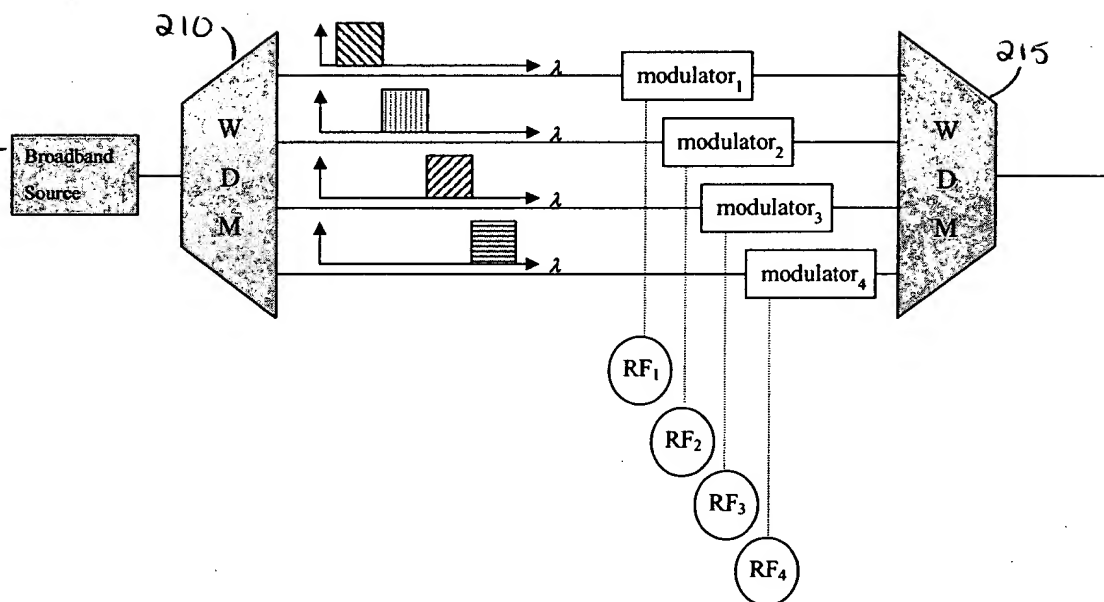 210
215
λ
modulator₁
λ
modulator₂
Broadband
Source
W
D
M
λ
modulator₃
W
D
M
λ
modulator₄
RF₁
RF₂
RF₃
RF₄